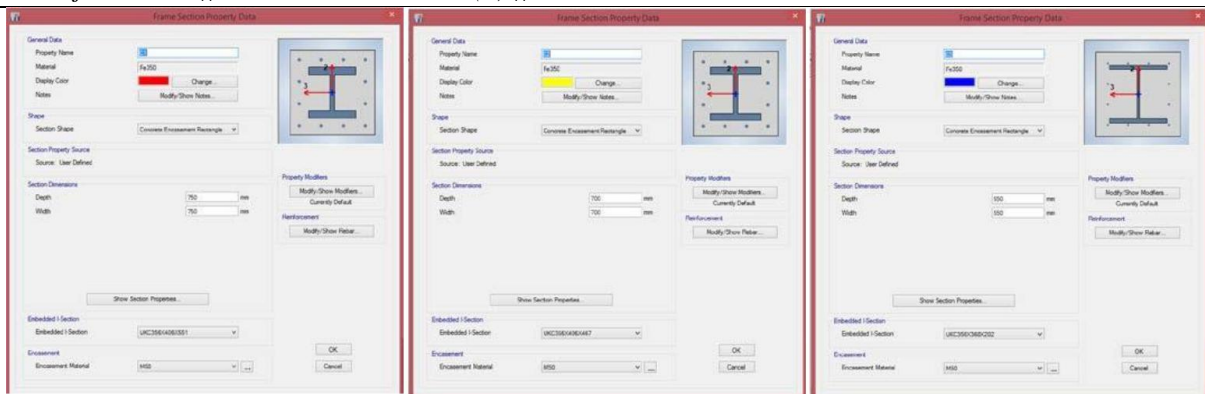 Frame Section Property Data
General Data
Property Name
Material Fe350
Display Color Change...
Notes Modify/Show Notes...
Shape
Section Shape Concrete Encasement Rectangle
Section Property Source
Source: User Defined
Section Dimensions
Depth 750 mm
Width 750 mm
Show Section Properties...
Embedded I-Section
Embedded I-Section
Encasement
Encasement Material M50 ...
2
3
Property Modifiers
Modify/Show Modifiers...
Currently Default
Reinforcement
Modify/Show Rebar...
OK
Cancel
Frame Section Property Data
General Data
Property Name
Material Fe350
Display Color Change...
Notes Modify/Show Notes...
Shape
Section Shape Concrete Encasement Rectangle
Section Property Source
Source: User Defined
Section Dimensions
Depth 700 mm
Width 700 mm
Show Section Properties...
Embedded I-Section
Embedded I-Section UKC356X406X467
Encasement
Encasement Material M50 ...
2
3
Property Modifiers
Modify/Show Modifiers...
Currently Default
Reinforcement
Modify/Show Rebar...
OK
Cancel
Frame Section Property Data
General Data
Property Name
Material Fe350
Display Color Change...
Notes Modify/Show Notes...
Shape
Section Shape Concrete Encasement Rectangle
Section Property Source
Source: User Defined
Section Dimensions
Depth 550 mm
Width 550 mm
Show Section Properties...
Embedded I-Section
Embedded I-Section UKC356X368X202
Encasement
Encasement Material M50 ...
2
3
Property Modifiers
Modify/Show Modifiers...
Currently Default
Reinforcement
Modify/Show Rebar...
OK
Cancel